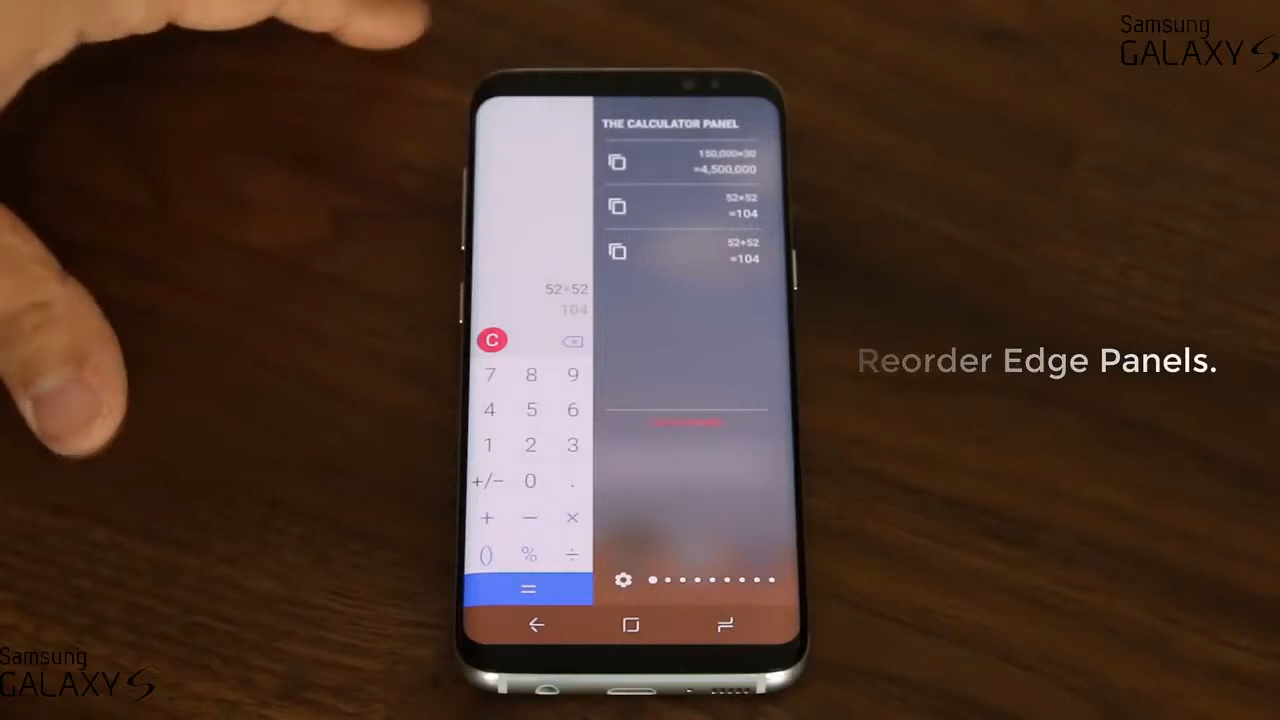 Samsung
GALAXY S
THE CALCULATOR PANEL
150,000×30
=4,500,000
52+52
=104
52+52
=104
52+52
104
C
7 8 9
4 5 6
1 2 3
+/− 0 .
+ − ×
() % ÷
=
Reorder Edge Panels.
Samsung
GALAXY S